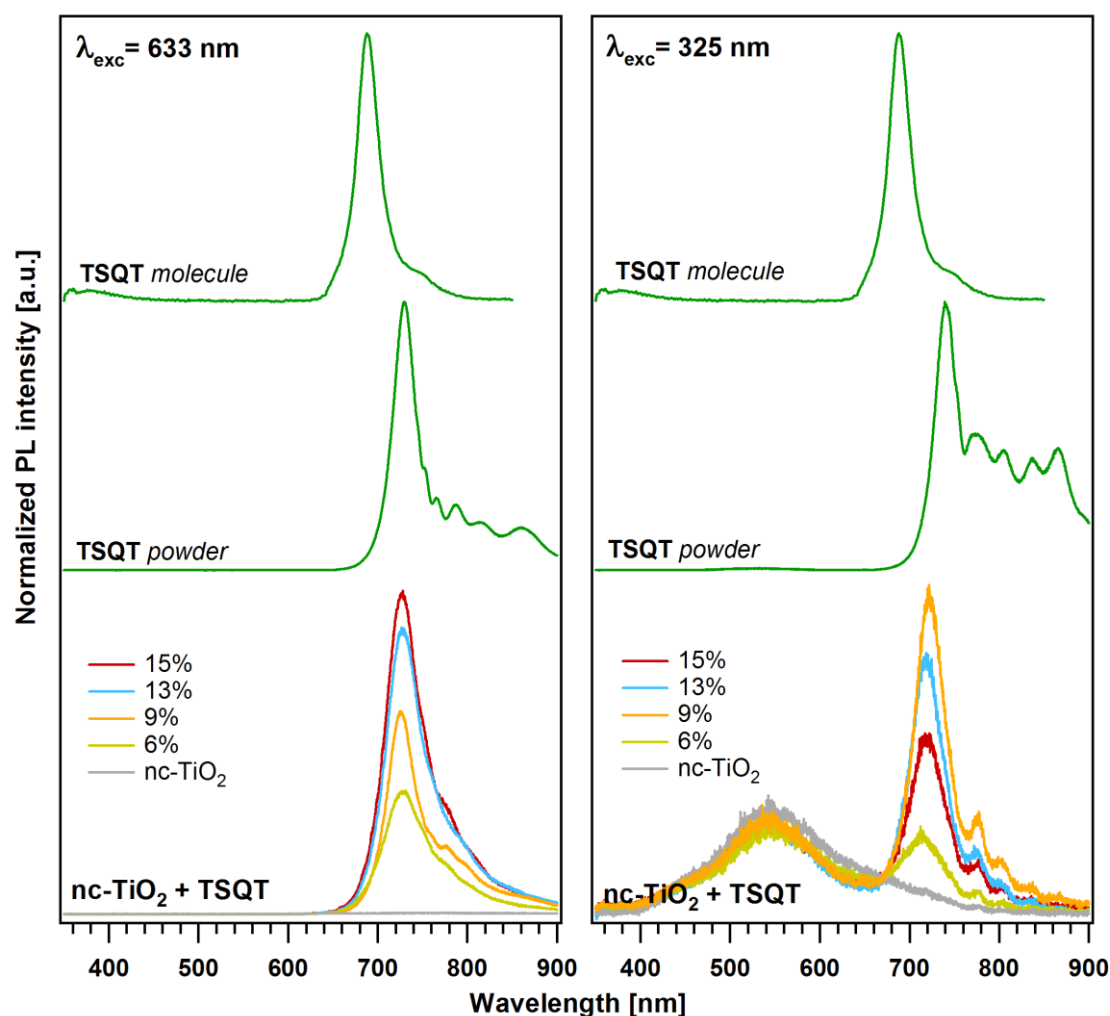 Normalized PL intensity [a.u.]
λexc= 633 nm
TSQT molecule
TSQT powder
15%
13%
9%
6%
nc-TiO2
nc-TiO2 + TSQT
400 500 600 700 800 900
λexc= 325 nm
TSQT molecule
TSQT powder
15%
13%
9%
6%
nc-TiO2
nc-TiO2 + TSQT
400 500 600 700 800 900
Wavelength [nm]